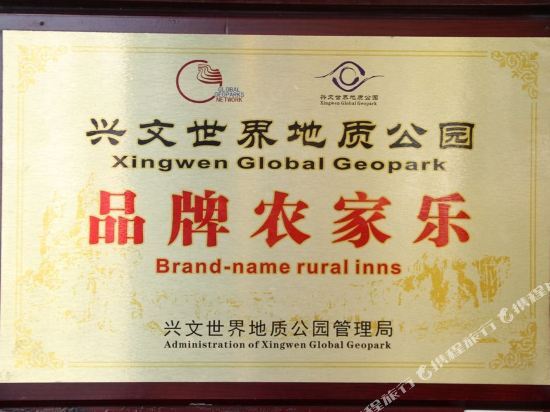 GLOBAL
GEOPARKS
NETWORK
兴文世界地质公园
Xingwen Global Geopark
兴文世界地质公园
Xingwen Global Geopark
品牌农家乐
Brand-name rural inns
兴文世界地质公园管理局
Administration of Xingwen Global Geopark
携程旅行
携程旅行